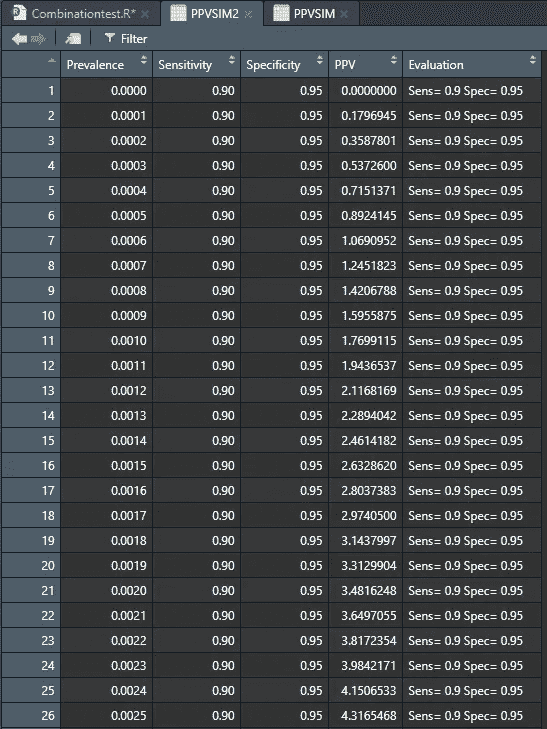 Combinationtest.R* PPVSIM2 PPVSIM
Filter
Prevalence Sensitivity Specificity PPV Evaluation
1 0.0000 0.90 0.95 0.0000000 Sens= 0.9 Spec= 0.95
2 0.0001 0.90 0.95 0.1796945 Sens= 0.9 Spec= 0.95
3 0.0002 0.90 0.95 0.3587801 Sens= 0.9 Spec= 0.95
4 0.0003 0.90 0.95 0.5372600 Sens= 0.9 Spec= 0.95
5 0.0004 0.90 0.95 0.7151371 Sens= 0.9 Spec= 0.95
6 0.0005 0.90 0.95 0.8924145 Sens= 0.9 Spec= 0.95
7 0.0006 0.90 0.95 1.0690952 Sens= 0.9 Spec= 0.95
8 0.0007 0.90 0.95 1.2451823 Sens= 0.9 Spec= 0.95
9 0.0008 0.90 0.95 1.4206788 Sens= 0.9 Spec= 0.95
10 0.0009 0.90 0.95 1.5955875 Sens= 0.9 Spec= 0.95
11 0.0010 0.90 0.95 1.7699115 Sens= 0.9 Spec= 0.95
12 0.0011 0.90 0.95 1.9436537 Sens= 0.9 Spec= 0.95
13 0.0012 0.90 0.95 2.1168169 Sens= 0.9 Spec= 0.95
14 0.0013 0.90 0.95 2.2894042 Sens= 0.9 Spec= 0.95
15 0.0014 0.90 0.95 2.4614182 Sens= 0.9 Spec= 0.95
16 0.0015 0.90 0.95 2.6328620 Sens= 0.9 Spec= 0.95
17 0.0016 0.90 0.95 2.8037383 Sens= 0.9 Spec= 0.95
18 0.0017 0.90 0.95 2.9740500 Sens= 0.9 Spec= 0.95
19 0.0018 0.90 0.95 3.1437997 Sens= 0.9 Spec= 0.95
20 0.0019 0.90 0.95 3.3129904 Sens= 0.9 Spec= 0.95
21 0.0020 0.90 0.95 3.4816248 Sens= 0.9 Spec= 0.95
22 0.0021 0.90 0.95 3.6497055 Sens= 0.9 Spec= 0.95
23 0.0022 0.90 0.95 3.8172354 Sens= 0.9 Spec= 0.95
24 0.0023 0.90 0.95 3.9842171 Sens= 0.9 Spec= 0.95
25 0.0024 0.90 0.95 4.1506533 Sens= 0.9 Spec= 0.95
26 0.0025 0.90 0.95 4.3165468 Sens= 0.9 Spec= 0.95